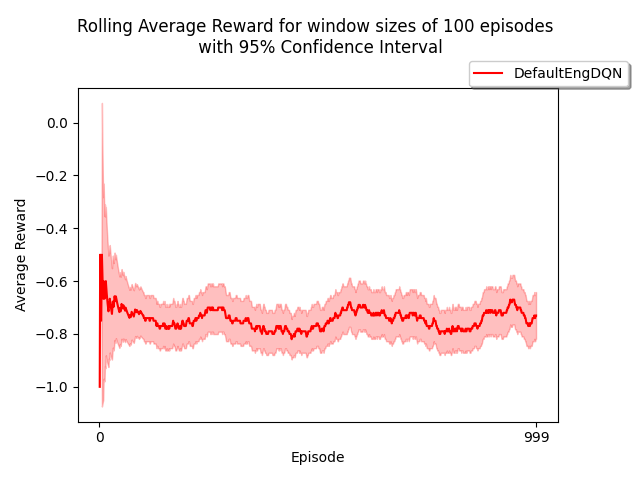 Rolling Average Reward for window sizes of 100 episodes
with 95% Confidence Interval
DefaultEngDQN
0.0
−0.2
−0.4
−0.6
−0.8
−1.0
Average Reward
0
999
Episode